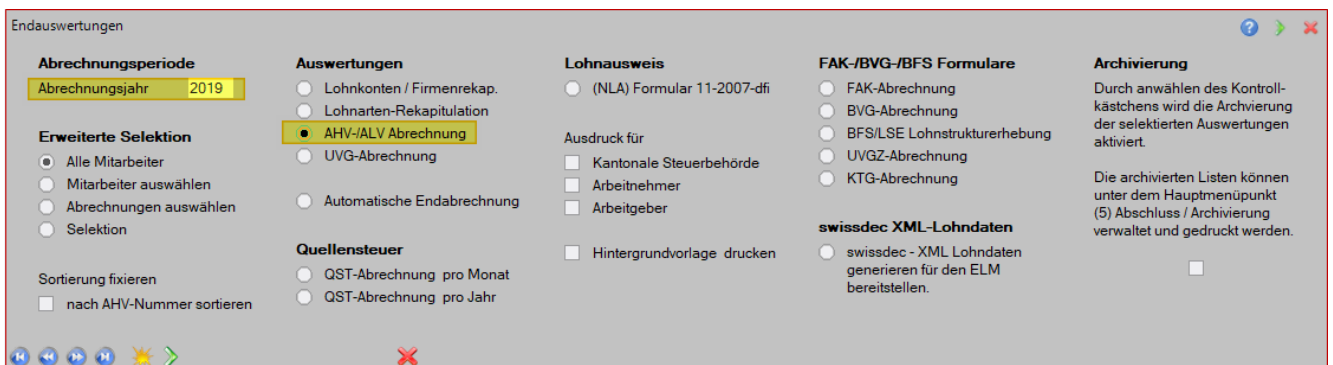 Endauswertungen
Abrechnungsperiode
Abrechnungsjahr 2019
Erweiterte Selektion
Alle Mitarbeiter
Mitarbeiter auswählen
Abrechnungen auswählen
Selektion
Sortierung fixieren
nach AHV-Nummer sortieren
Auswertungen
Lohnkonten / Firmenrekap.
Lohnarten-Rekapitulation
AHV-/ALV Abrechnung
UVG-Abrechnung
Automatische Endabrechnung
Quellensteuer
QST-Abrechnung pro Monat
QST-Abrechnung pro Jahr
Lohnausweis
(NLA) Formular 11-2007-dfi
Ausdruck für
Kantonale Steuerbehörde
Arbeitnehmer
Arbeitgeber
Hintergrundvorlage drucken
FAK-/BVG-/BFS Formulare
FAK-Abrechnung
BVG-Abrechnung
BFS/LSE Lohnstrukturerhebung
UVGZ-Abrechnung
KTG-Abrechnung
swissdec XML-Lohndaten
swissdec - XML Lohndaten
generieren für den ELM
bereitstellen.
Archivierung
Durch anwählen des Kontroll-
kästchens wird die Archvierung
der selektierten Auswertungen
aktiviert.
Die archivierten Listen können
unter dem Hauptmenüpunkt
(5) Abschluss / Archivierung
verwaltet und gedruckt werden.